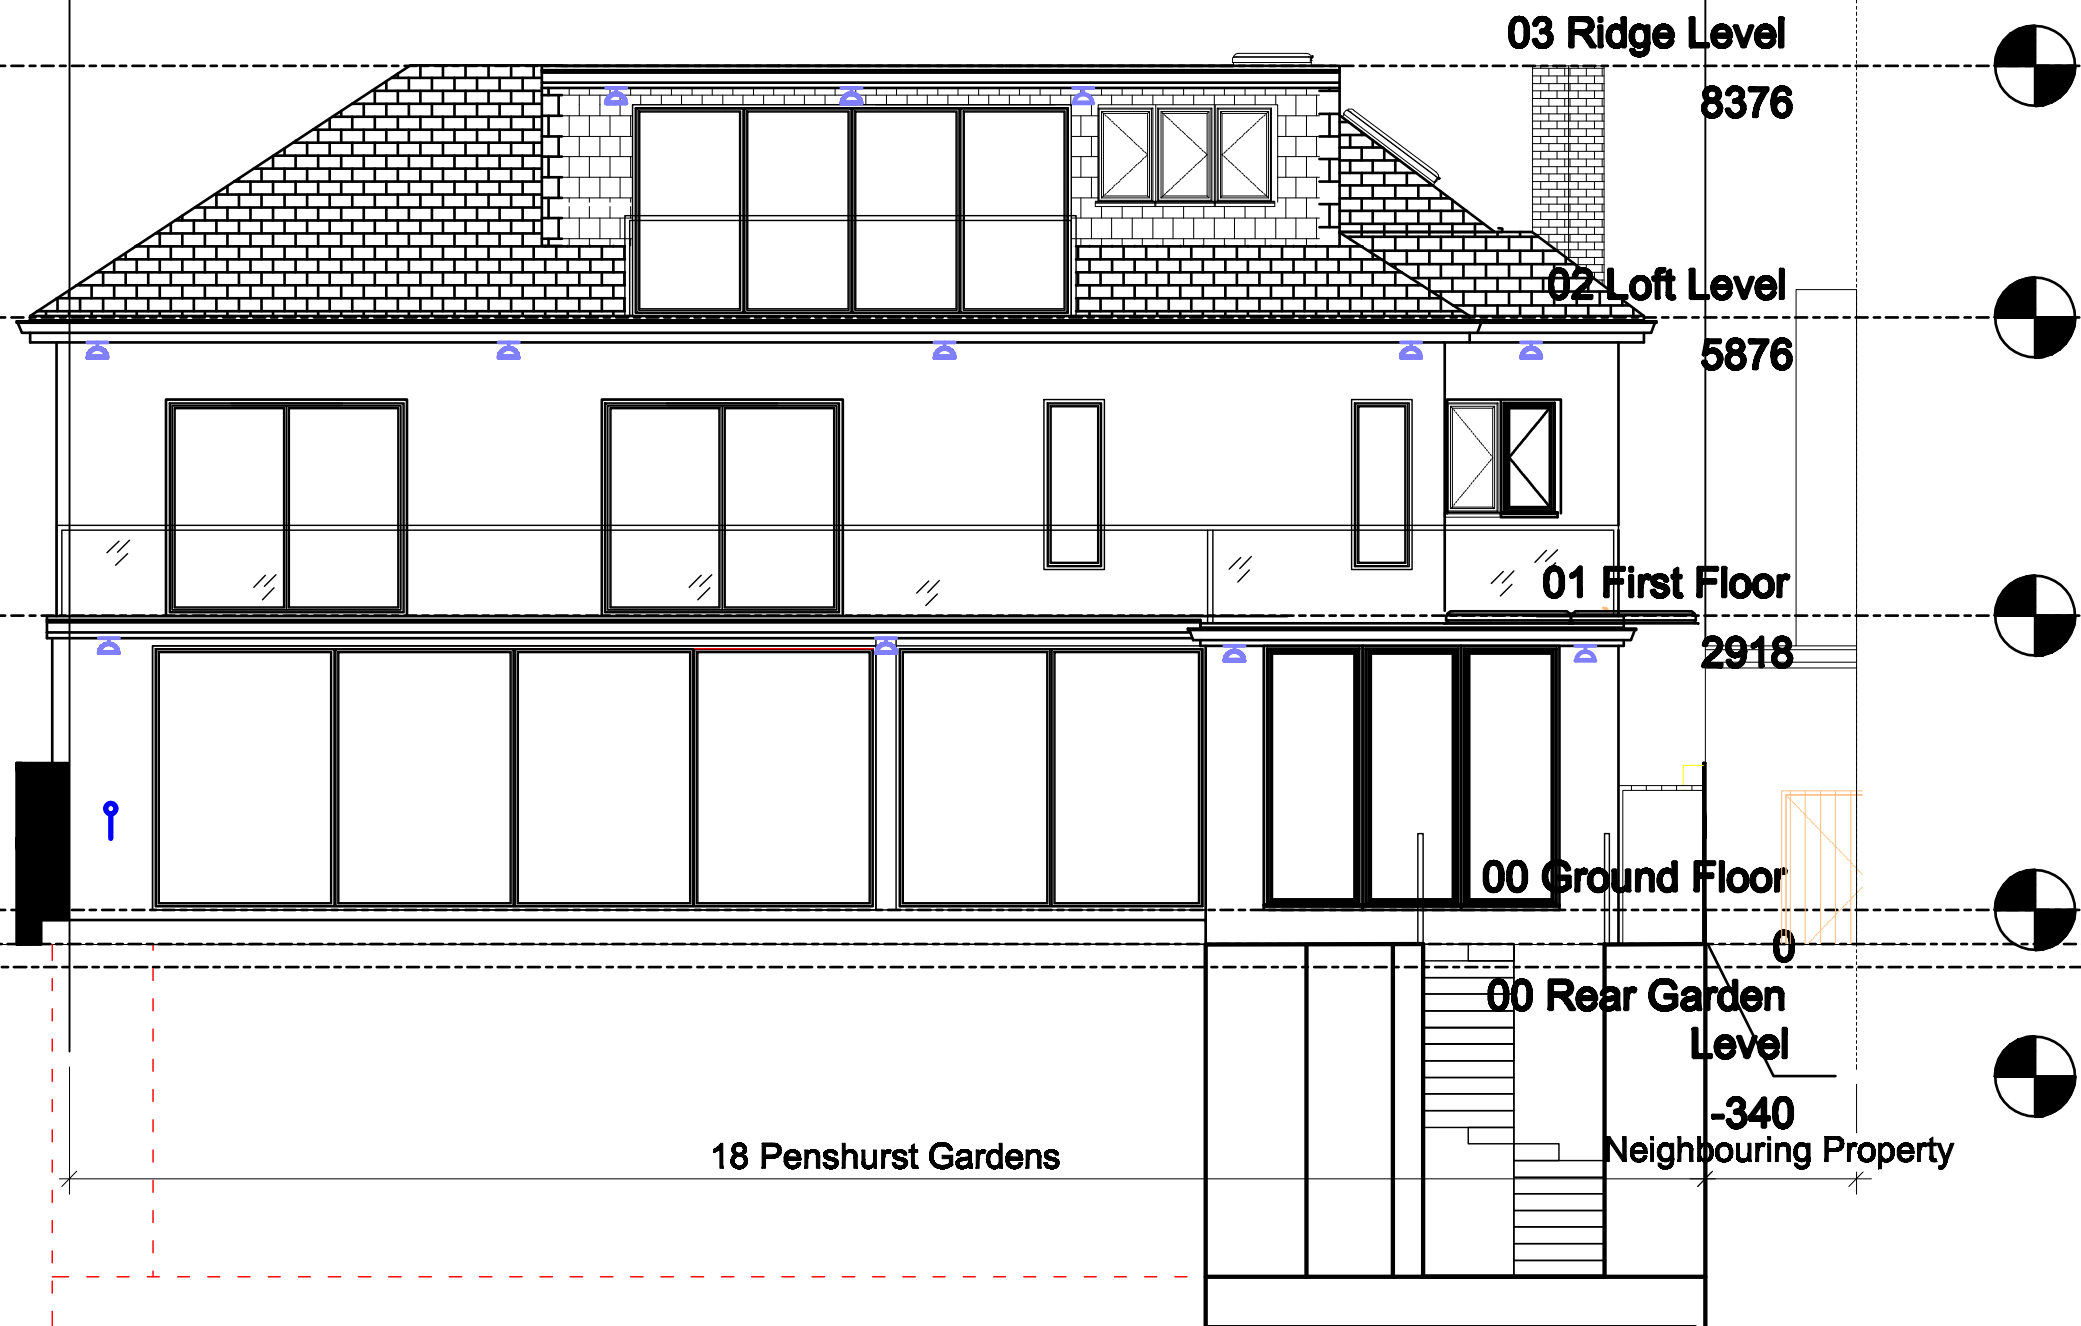 03 Ridge Level
8376
02 Loft Level
5876
01 First Floor
2918
00 Ground Floor
0
00 Rear Garden
Level
-340
18 Penshurst Gardens
Neighbouring Property